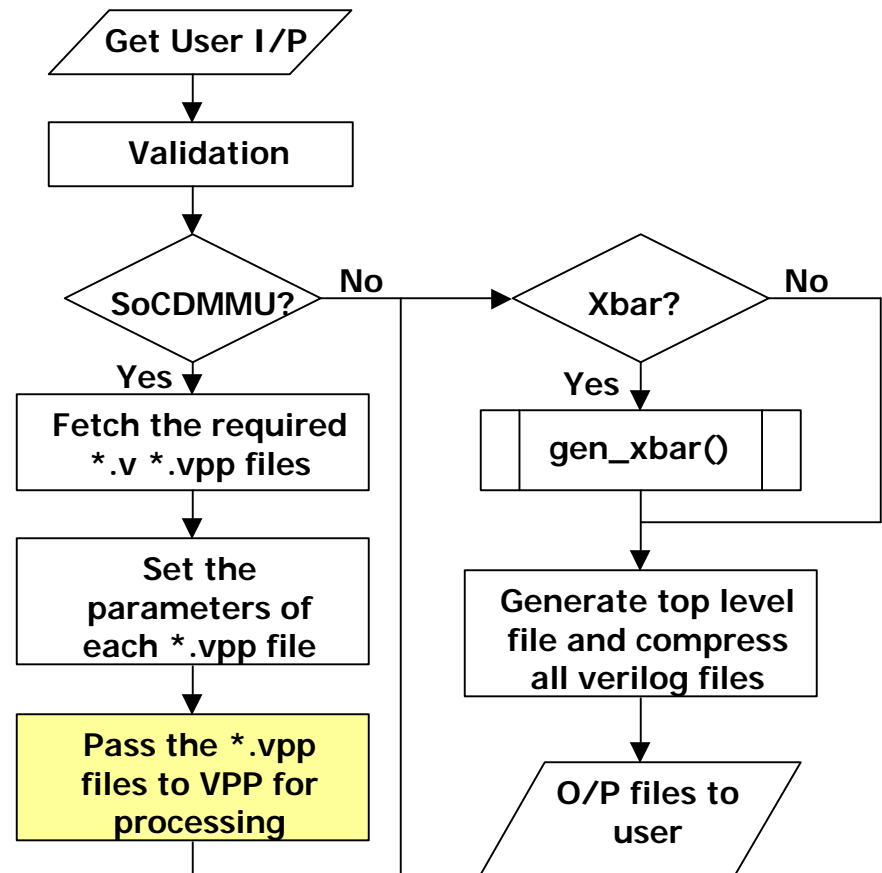 Get User I/P
Validation
SoCDMMU?
No
Yes
Fetch the required
*.v *.vpp files
Set the
parameters of
each *.vpp file
Pass the *.vpp
files to VPP for
processing
Xbar?
No
Yes
gen_xbar()
Generate top level
file and compress
all verilog files
O/P files to
user